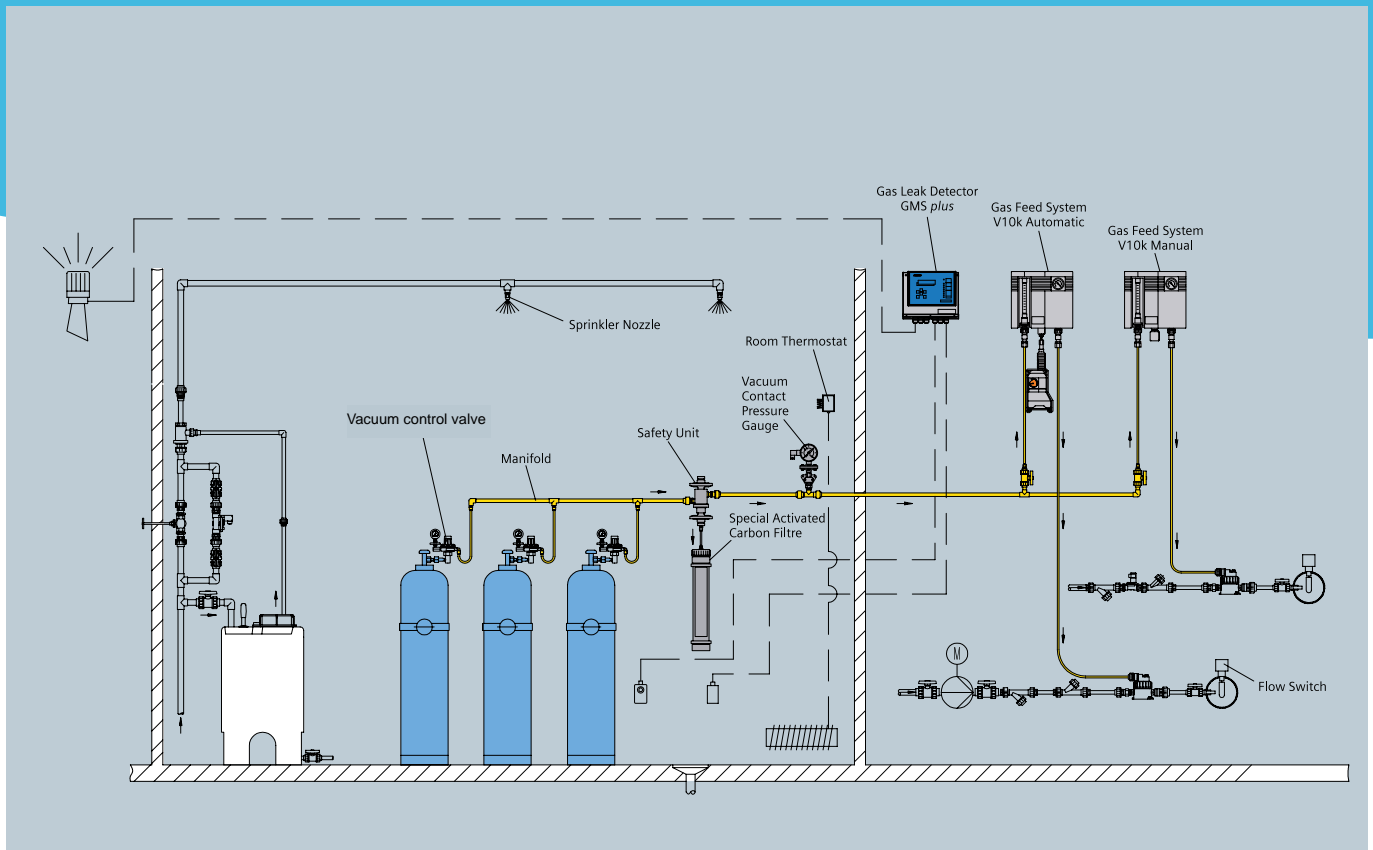 Gas Leak Detector
GMS plus
Gas Feed System
V10k Automatic
Gas Feed System
V10k Manual
Sprinkler Nozzle
Room Thermostat
Vacuum
Contact
Pressure
Gauge
Vacuum control valve
Safety Unit
Manifold
Special Activated
Carbon Filtre
M
Flow Switch